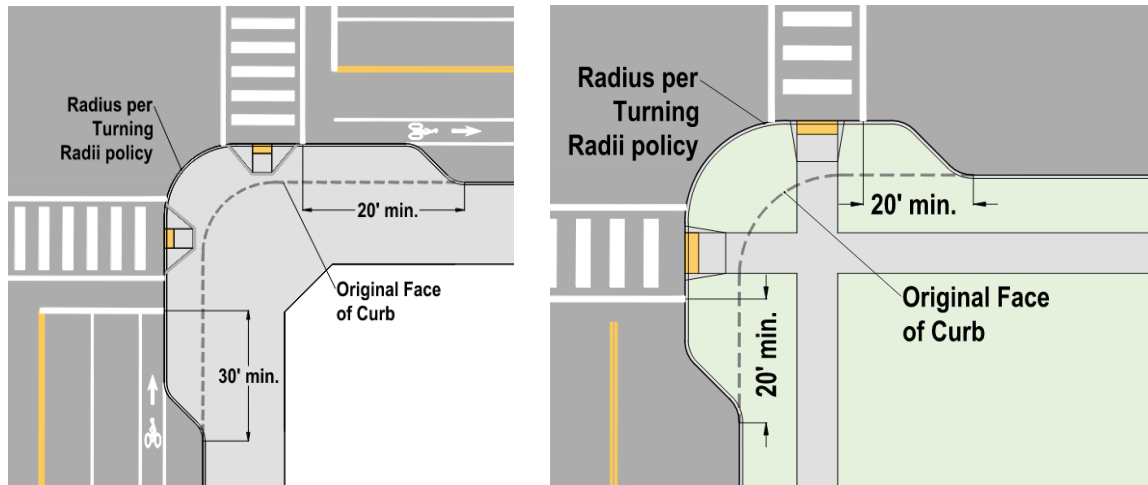 Radius per
Turning
Radii policy
20' min.
Original Face
of Curb
30' min.
Radius per
Turning
Radii policy
20' min.
Original Face
of Curb
20' min.